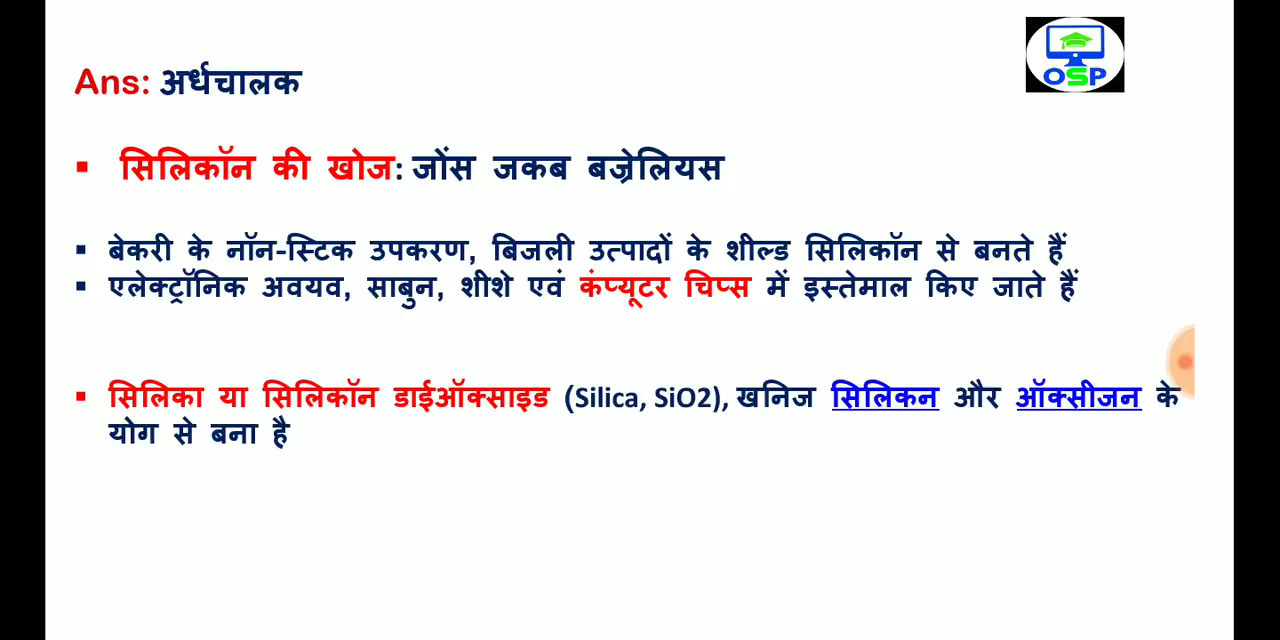 OSP
Ans: अर्धचालक
▪ सिलिकॉन की खोज: जोंस जकब बज्रेलियस
▪ बेकरी के नॉन-स्टिक उपकरण, बिजली उत्पादों के शील्ड सिलिकॉन से बनते हैं
▪ एलेक्ट्रॉनिक अवयव, साबुन, शीशे एवं कंप्यूटर चिप्स में इस्तेमाल किए जाते हैं
▪ सिलिका या सिलिकॉन डाईऑक्साइड (Silica, SiO2), खनिज सिलिकन और ऑक्सीजन के
योग से बना है